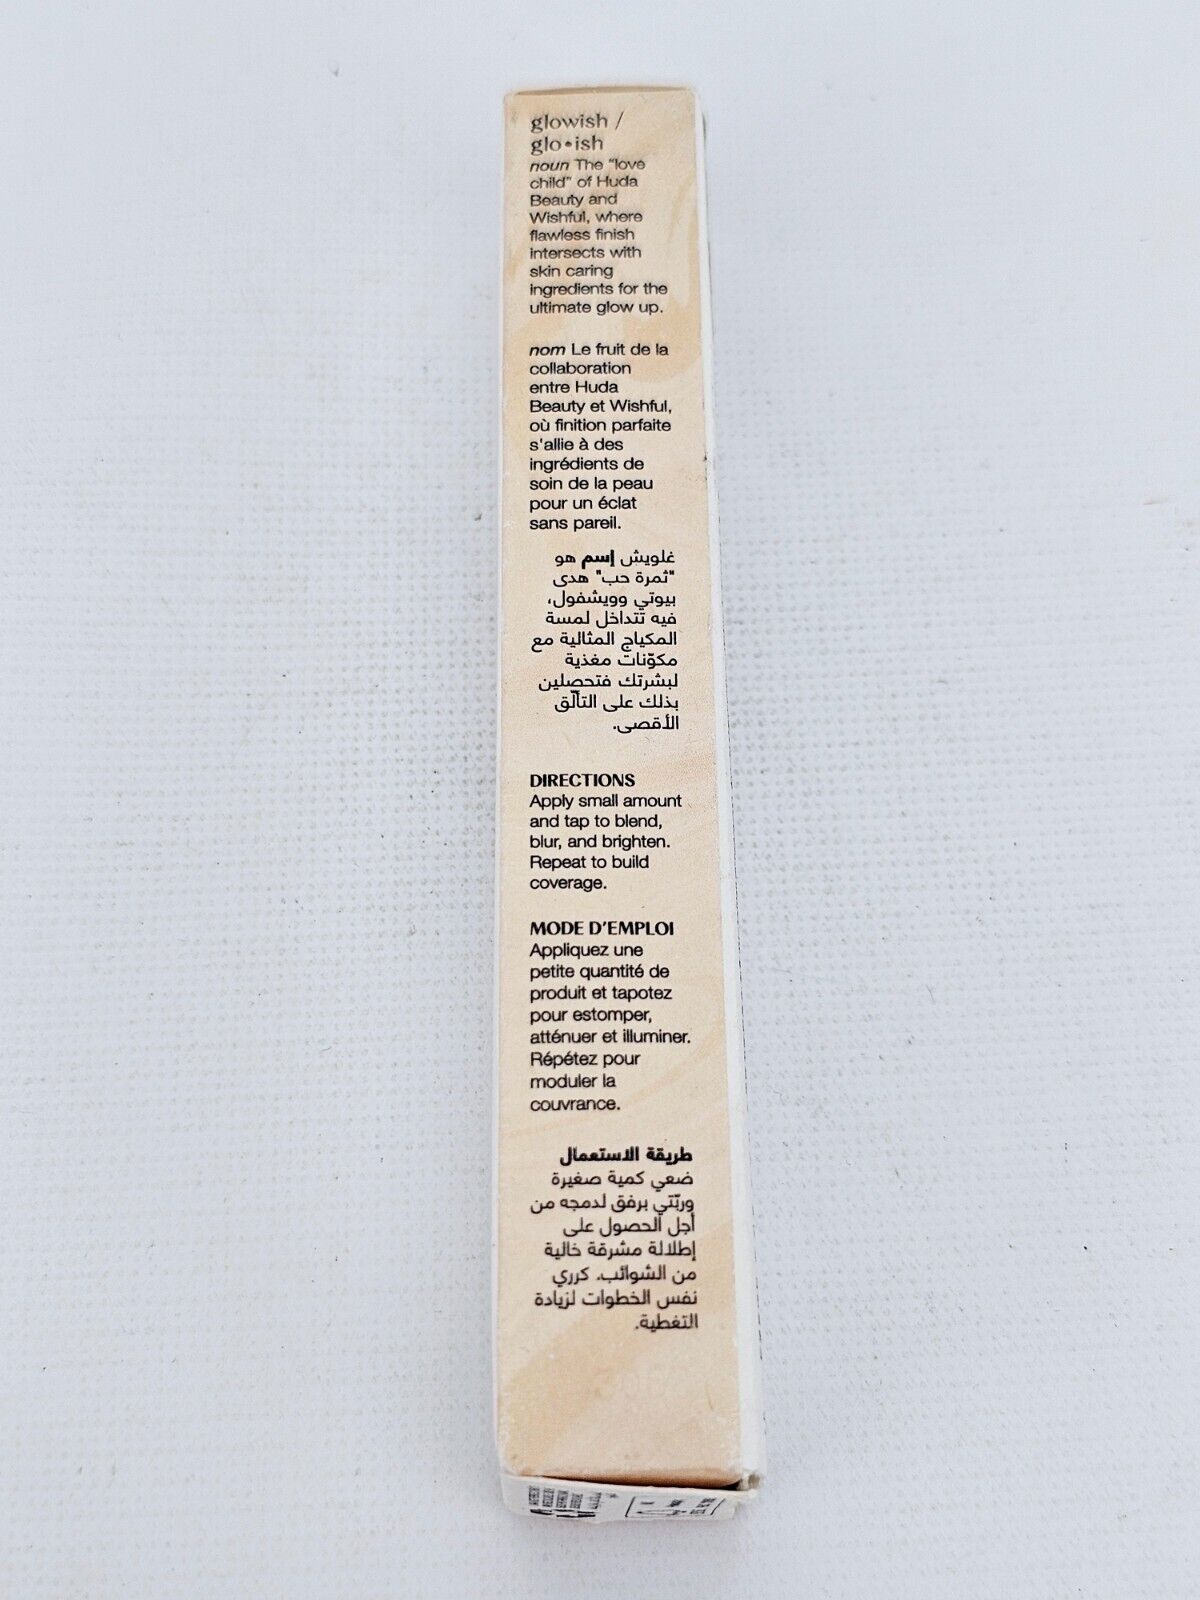 glowish /
glo•ish
noun The "love
child" of Huda
Beauty and
Wishful, where
flawless finish
intersects with
skin caring
ingredients for the
ultimate glow up.
nom Le fruit de la
collaboration
entre Huda
Beauty et Wishful,
où finition parfaite
s'allie à des
ingrédients de
soin de la peau
pour un éclat
sans pareil.
غلويش إسم هو
"ثمرة حب" هدى
بيوتي وويشفول،
فيه تتداخل لمسة
المكياج المثالية مع
مكوّنات مغذية
لبشرتك فتحصلين
بذلك على التألّق
الأقصى.
DIRECTIONS
Apply small amount
and tap to blend,
blur, and brighten.
Repeat to build
coverage.
MODE D'EMPLOI
Appliquez une
petite quantité de
produit et tapotez
pour estomper,
atténuer et illuminer.
Répétez pour
moduler la
couvrance.
طريقة الاستعمال
ضعي كمية صغيرة
وربّتي برفق لدمجه من
أجل الحصول على
إطلالة مشرقة خالية
من الشوائب. كرري
نفس الخطوات لزيادة
التغطية.